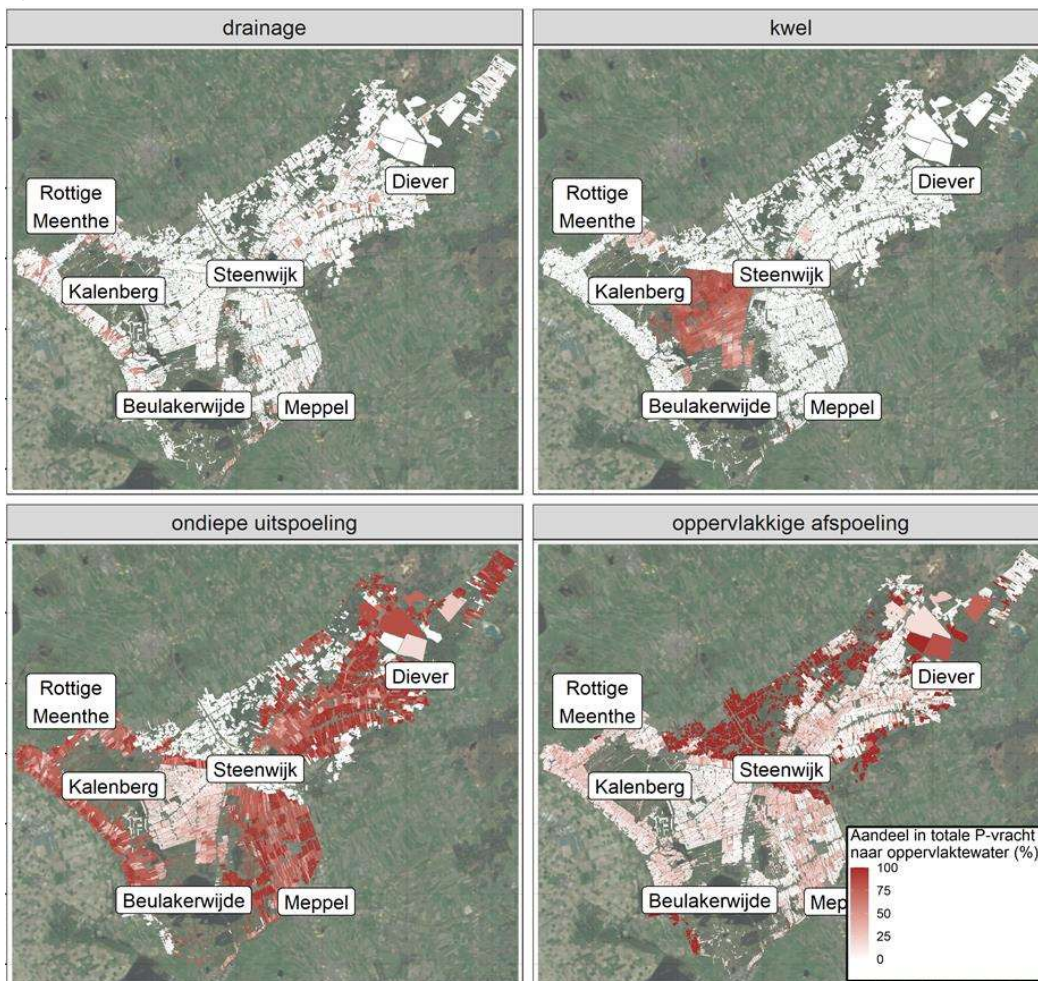 drainage
kwel
Rottige
Meenthe
Diever
Steenwijk
Kalenberg
Beulakerwijde
Meppel
Rottige
Meenthe
Diever
Steenwijk
Kalenberg
Beulakerwijde
Meppel
ondiepe uitspoeling
oppervlakkige afspoeling
Rottige
Meenthe
Diever
Steenwijk
Kalenberg
Beulakerwijde
Meppel
Rottige
Meenthe
Diever
Steenwijk
Kalenberg
Beulakerwijde
Mep
Aandeel in totale P-vracht
naar oppervlaktewater (%)
100
75
50
25
0